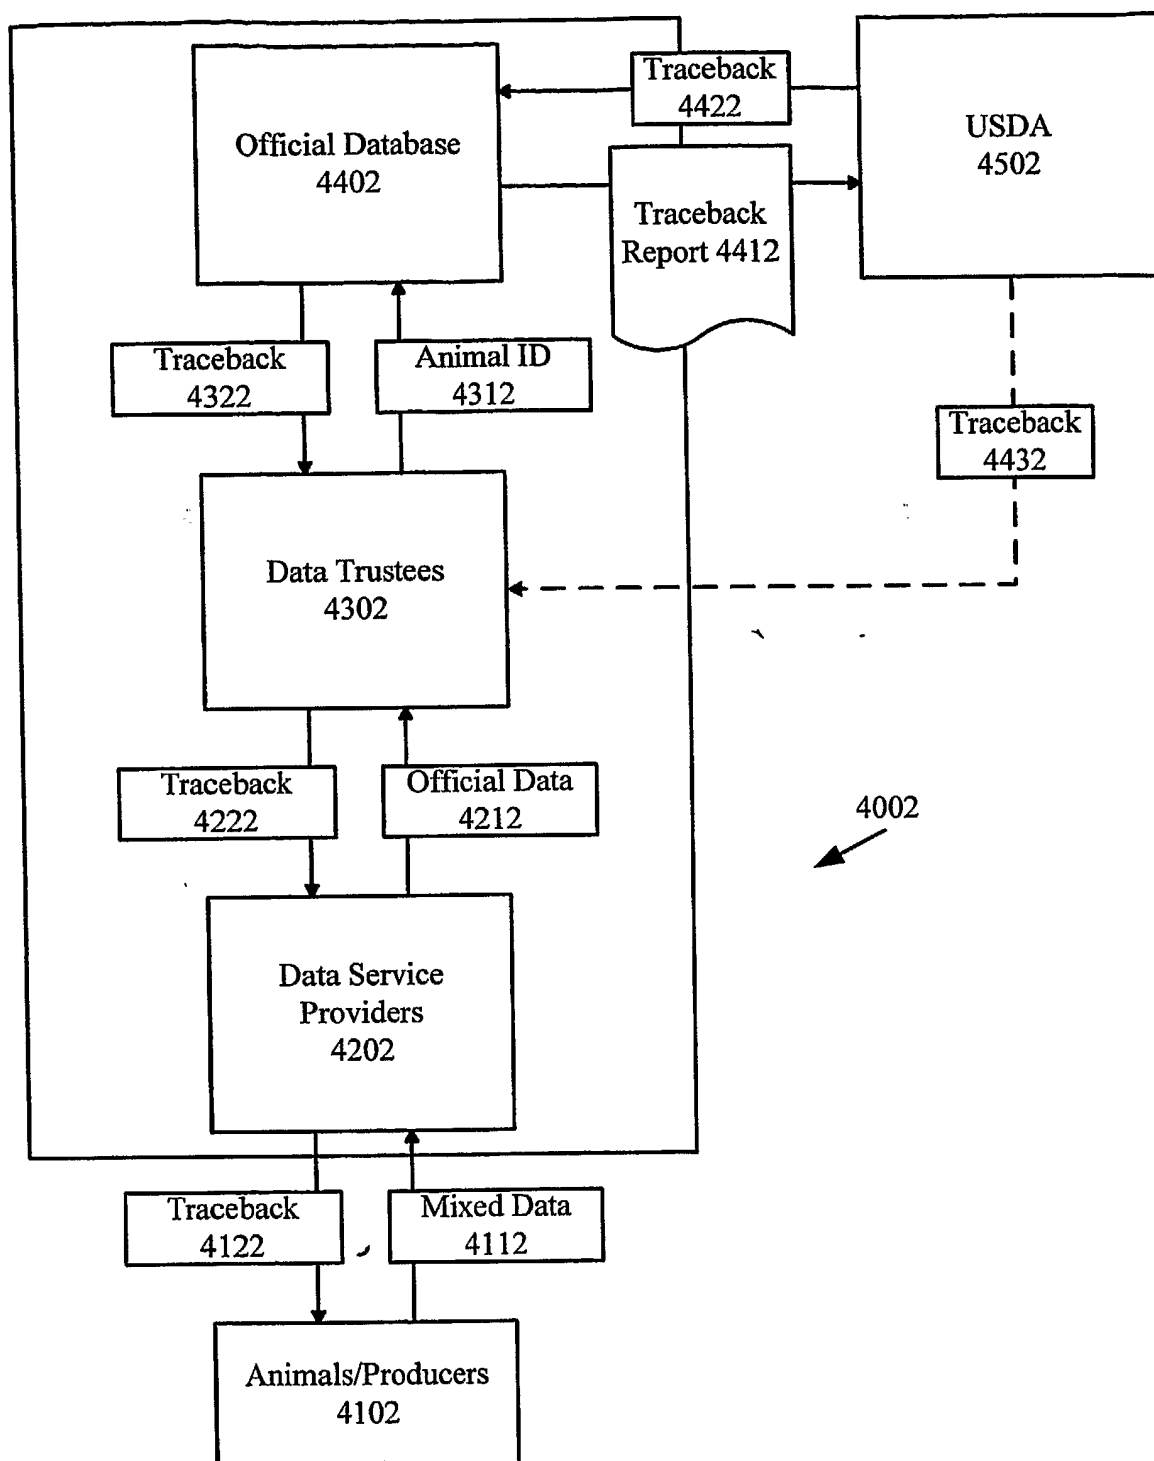 Traceback
4422
Official Database
4402
USDA
4502
Traceback
Report 4412
Traceback
4322
Animal ID
4312
Traceback
4432
Data Trustees
4302
Traceback
4222
Official Data
4212
4002
Data Service
Providers
4202
Traceback
4122
Mixed Data
4112
Animals/Producers
4102